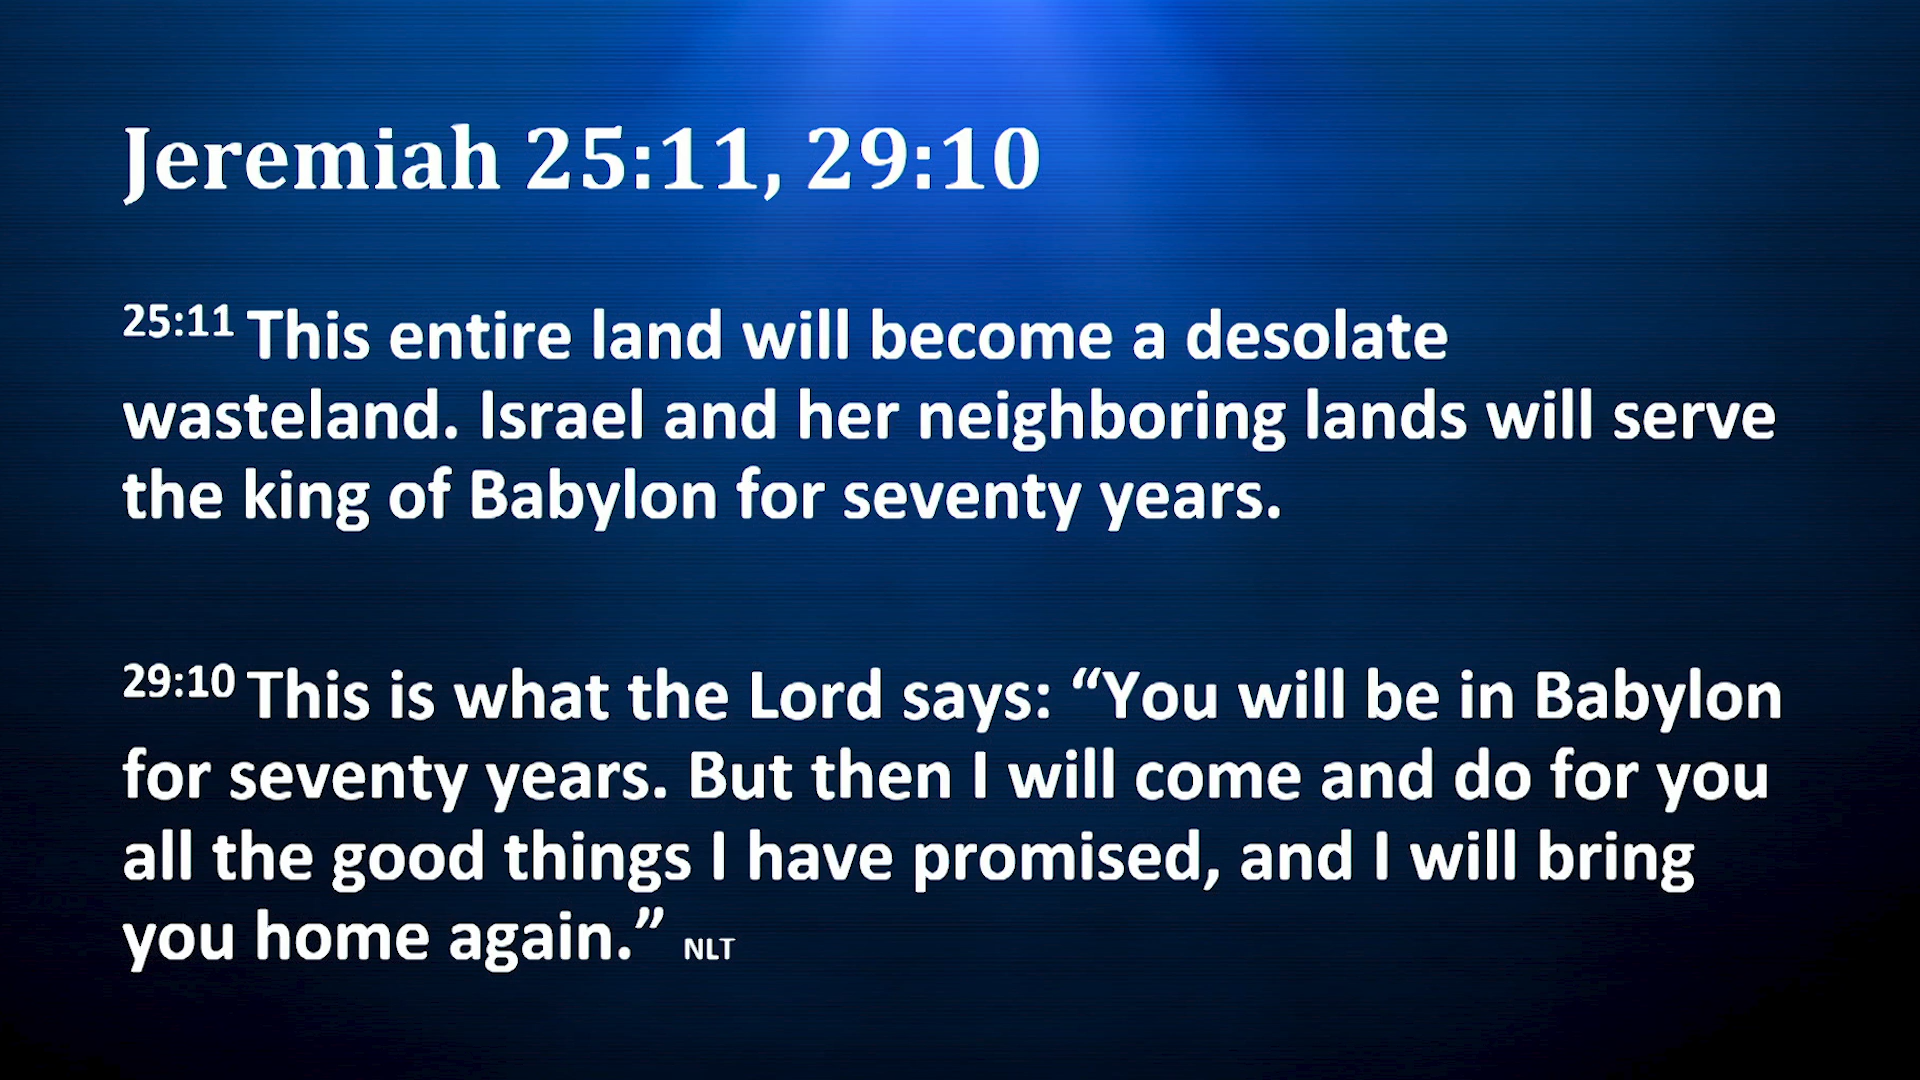 Jeremiah 25:11, 29:10
25:11 This entire land will become a desolate
wasteland. Israel and her neighboring lands will serve
the king of Babylon for seventy years.
29:10 This is what the Lord says: “You will be in Babylon
for seventy years. But then I will come and do for you
all the good things I have promised, and I will bring
you home again.” NLT